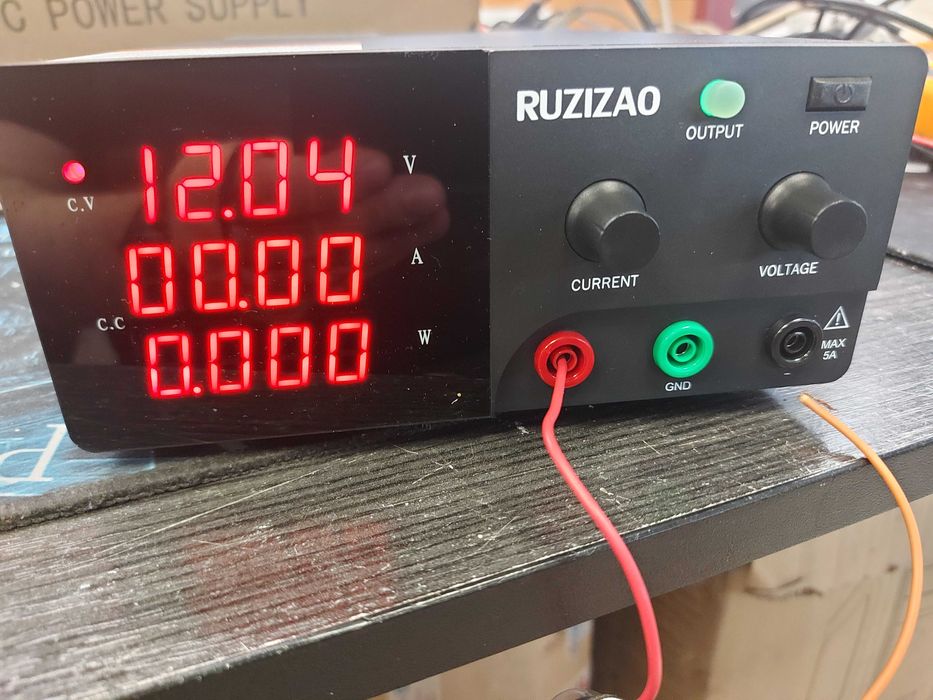 C POWER SUPPLY
RUZIZAO
OUTPUT
POWER
12.04 V
C.V
00.00 A
C.C
0.000 W
CURRENT
VOLTAGE
GND
MAX
5A
d